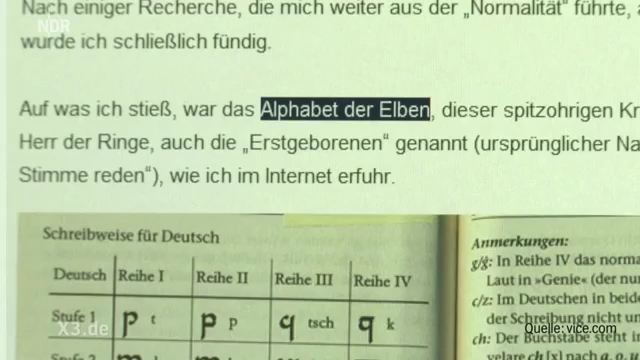 NDR
Nach einiger Recherche, die mich weiter aus der „Normalität“ führte,
wurde ich schließlich fündig.
Auf was ich stieß, war das Alphabet der Elben, dieser spitzohrigen Kr
Herr der Ringe, auch die „Erstgeborenen“ genannt (ursprünglicher Na
Stimme reden“), wie ich im Internet erfuhr.
Schreibweise für Deutsch
Deutsch Reihe I Reihe II Reihe III Reihe IV
Stufe 1 t p tsch k
Anmerkungen:
g/ğ: In Reihe IV das norma
Laut in »Genie« (der nu
c/z: Im Deutschen in beide
der Schreibung nicht un
ch: Der Buchstabe steht in
velare ch [x] nach a, o, u
X3.de
Quelle: vice.com